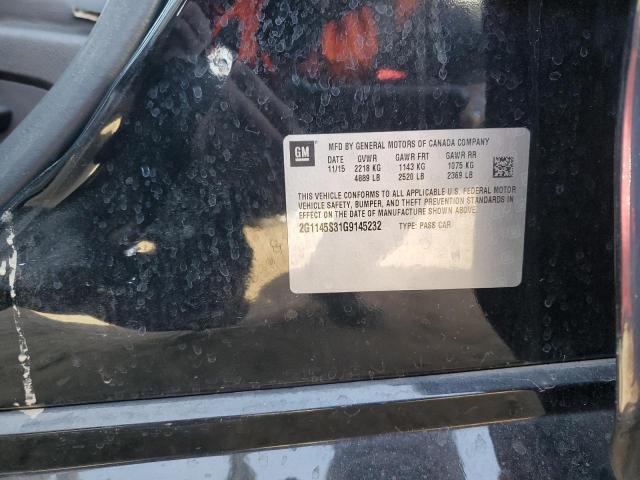 GM
MFD BY GENERAL MOTORS OF CANADA COMPANY
DATE GVWR GAWR FRT GAWR RR
11/15 2218 KG 1143 KG 1075 KG
4889 LB 2520 LB 2369 LB
THIS VEHICLE CONFORMS TO ALL APPLICABLE U.S. FEDERAL MOTOR
VEHICLE SAFETY, BUMPER, AND THEFT PREVENTION STANDARDS IN
EFFECT ON THE DATE OF MANUFACTURE SHOWN ABOVE.
2G1145S31G9145232 TYPE: PASS CAR